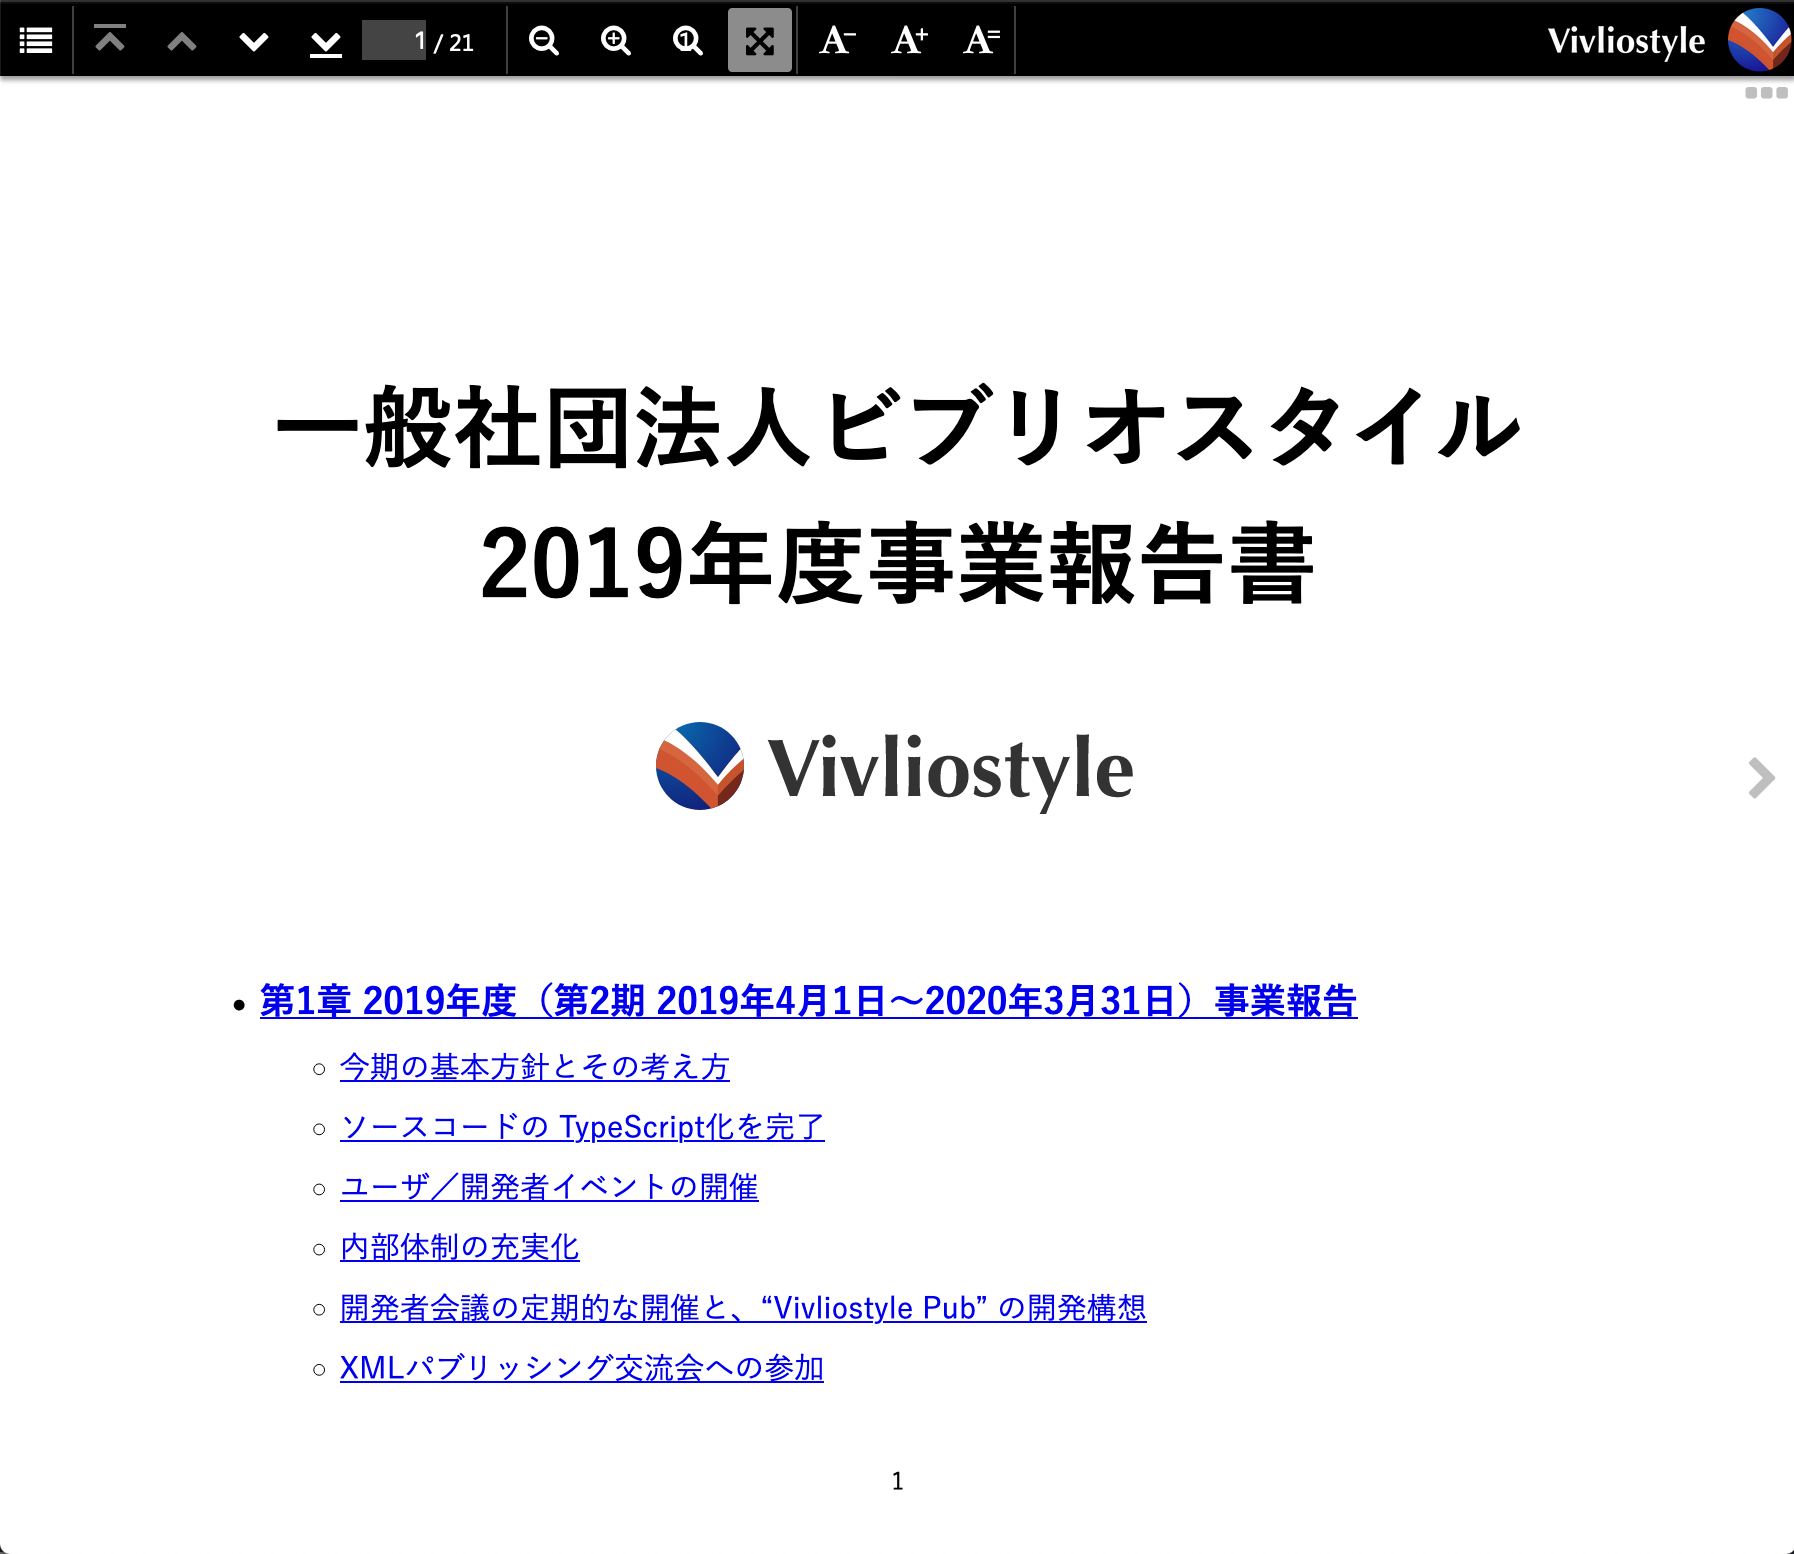 1 / 21
A-
A+
A=
Vivliostyle
一般社団法人ビブリオスタイル
2019年度事業報告書
Vivliostyle
第1章 2019年度（第2期 2019年4月1日〜2020年3月31日）事業報告
今期の基本方針とその考え方
ソースコードの TypeScript化を完了
ユーザ／開発者イベントの開催
内部体制の充実化
開発者会議の定期的な開催と、“Vivliostyle Pub” の開発構想
XMLパブリッシング交流会への参加
1